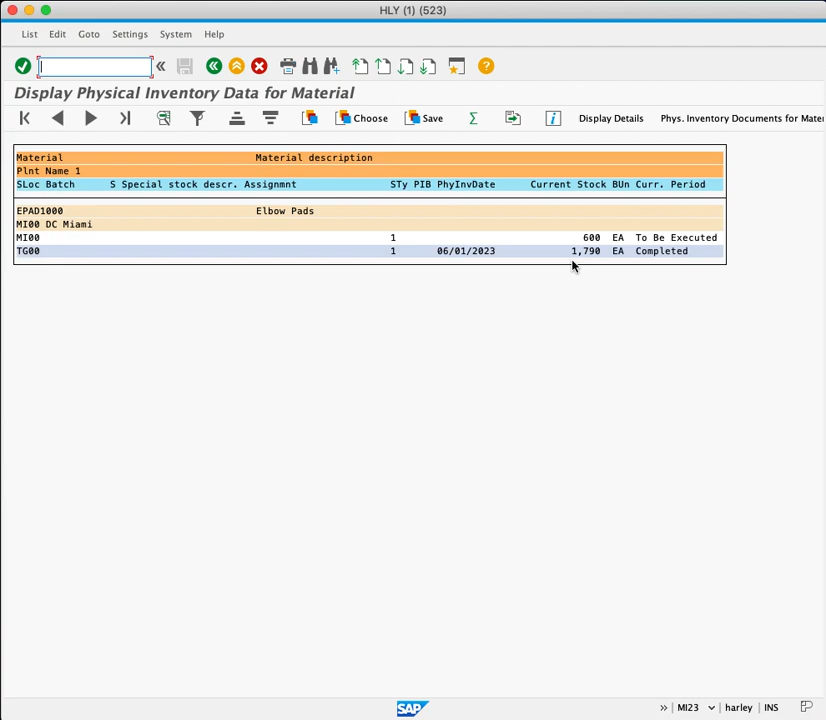 HLY (1) (523)
List Edit Goto Settings System Help
Display Physical Inventory Data for Material
Choose Save Display Details Phys. Inventory Documents for Mater
Material Material description
Plnt Name 1
SLoc Batch S Special stock descr. Assignmnt STy PIB PhyInvDate Current Stock BUn Curr. Period
EPAD1000 Elbow Pads
MI00 DC Miami
MI00 1 600 EA To Be Executed
TG00 1 06/01/2023 1,790 EA Completed
SAP MI23 harley INS